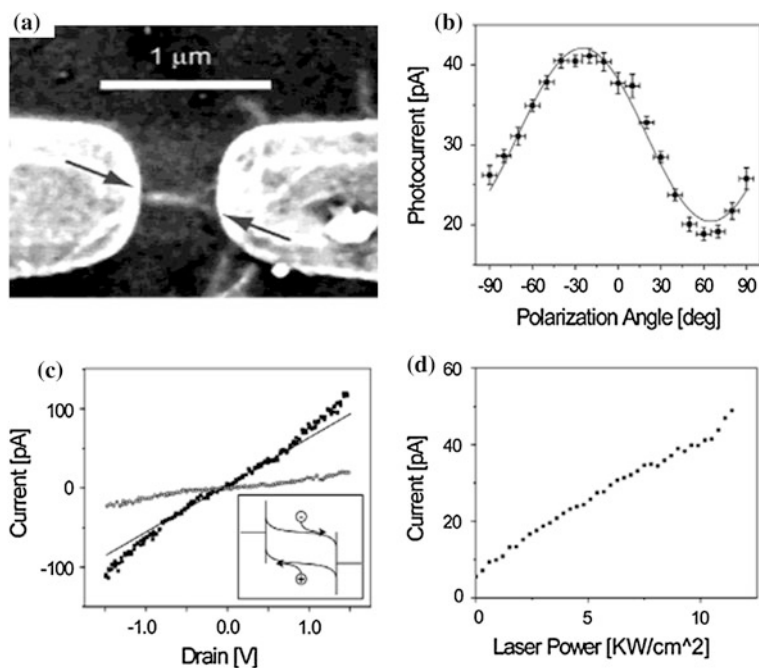 (a)
1 μm
(b)
Photocurrent [pA]
40
30
20
-90 -60 -30 0 30 60 90
Polarization Angle [deg]
(c)
Current [pA]
100
0
-100
-
+
-1.0 0.0 1.0
Drain [V]
(d)
Current [pA]
60
40
20
0
0 5 10
Laser Power [KW/cm^2]